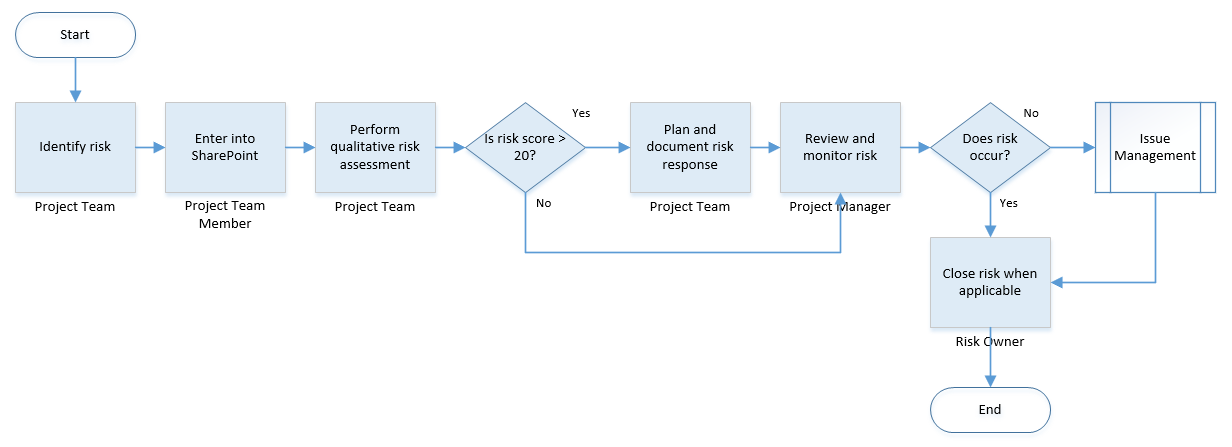 Start
Identify risk
Project Team
Enter into
SharePoint
Project Team
Member
Perform
qualitative risk
assessment
Project Team
Is risk score >
20?
Yes
No
Plan and
document risk
response
Project Team
Review and
monitor risk
Project Manager
Does risk
occur?
No
Yes
Issue
Management
Close risk when
applicable
Risk Owner
End